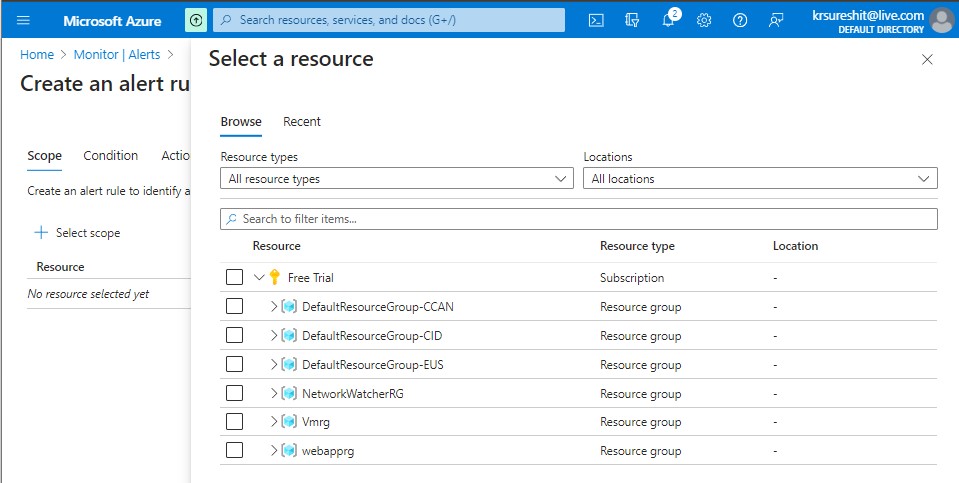 Microsoft Azure
Search resources, services, and docs (G+/)
2
krsureshit@live.com
DEFAULT DIRECTORY
Home > Monitor | Alerts >
Create an alert ru
Scope Condition Actio
Create an alert rule to identify a
+ Select scope
Resource
No resource selected yet
Select a resource
Browse Recent
Resource types Locations
All resource types All locations
Search to filter items...
Resource Resource type Location
Free Trial Subscription -
DefaultResourceGroup-CCAN Resource group -
DefaultResourceGroup-CID Resource group -
DefaultResourceGroup-EUS Resource group -
NetworkWatcherRG Resource group -
Vmrg Resource group -
webapprg Resource group -